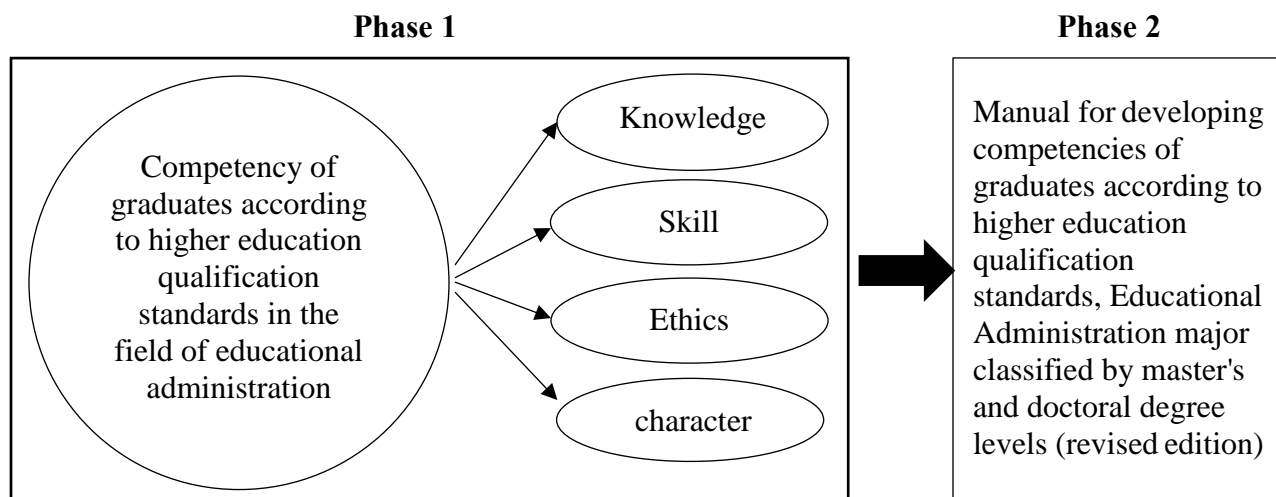 Phase 1
Phase 2
Competency of
graduates according
to higher education
qualification
standards in the
field of educational
administration
Knowledge
Skill
Ethics
character
Manual for developing
competencies of
graduates according to
higher education
qualification
standards, Educational
Administration major
classified by master's
and doctoral degree
levels (revised edition)